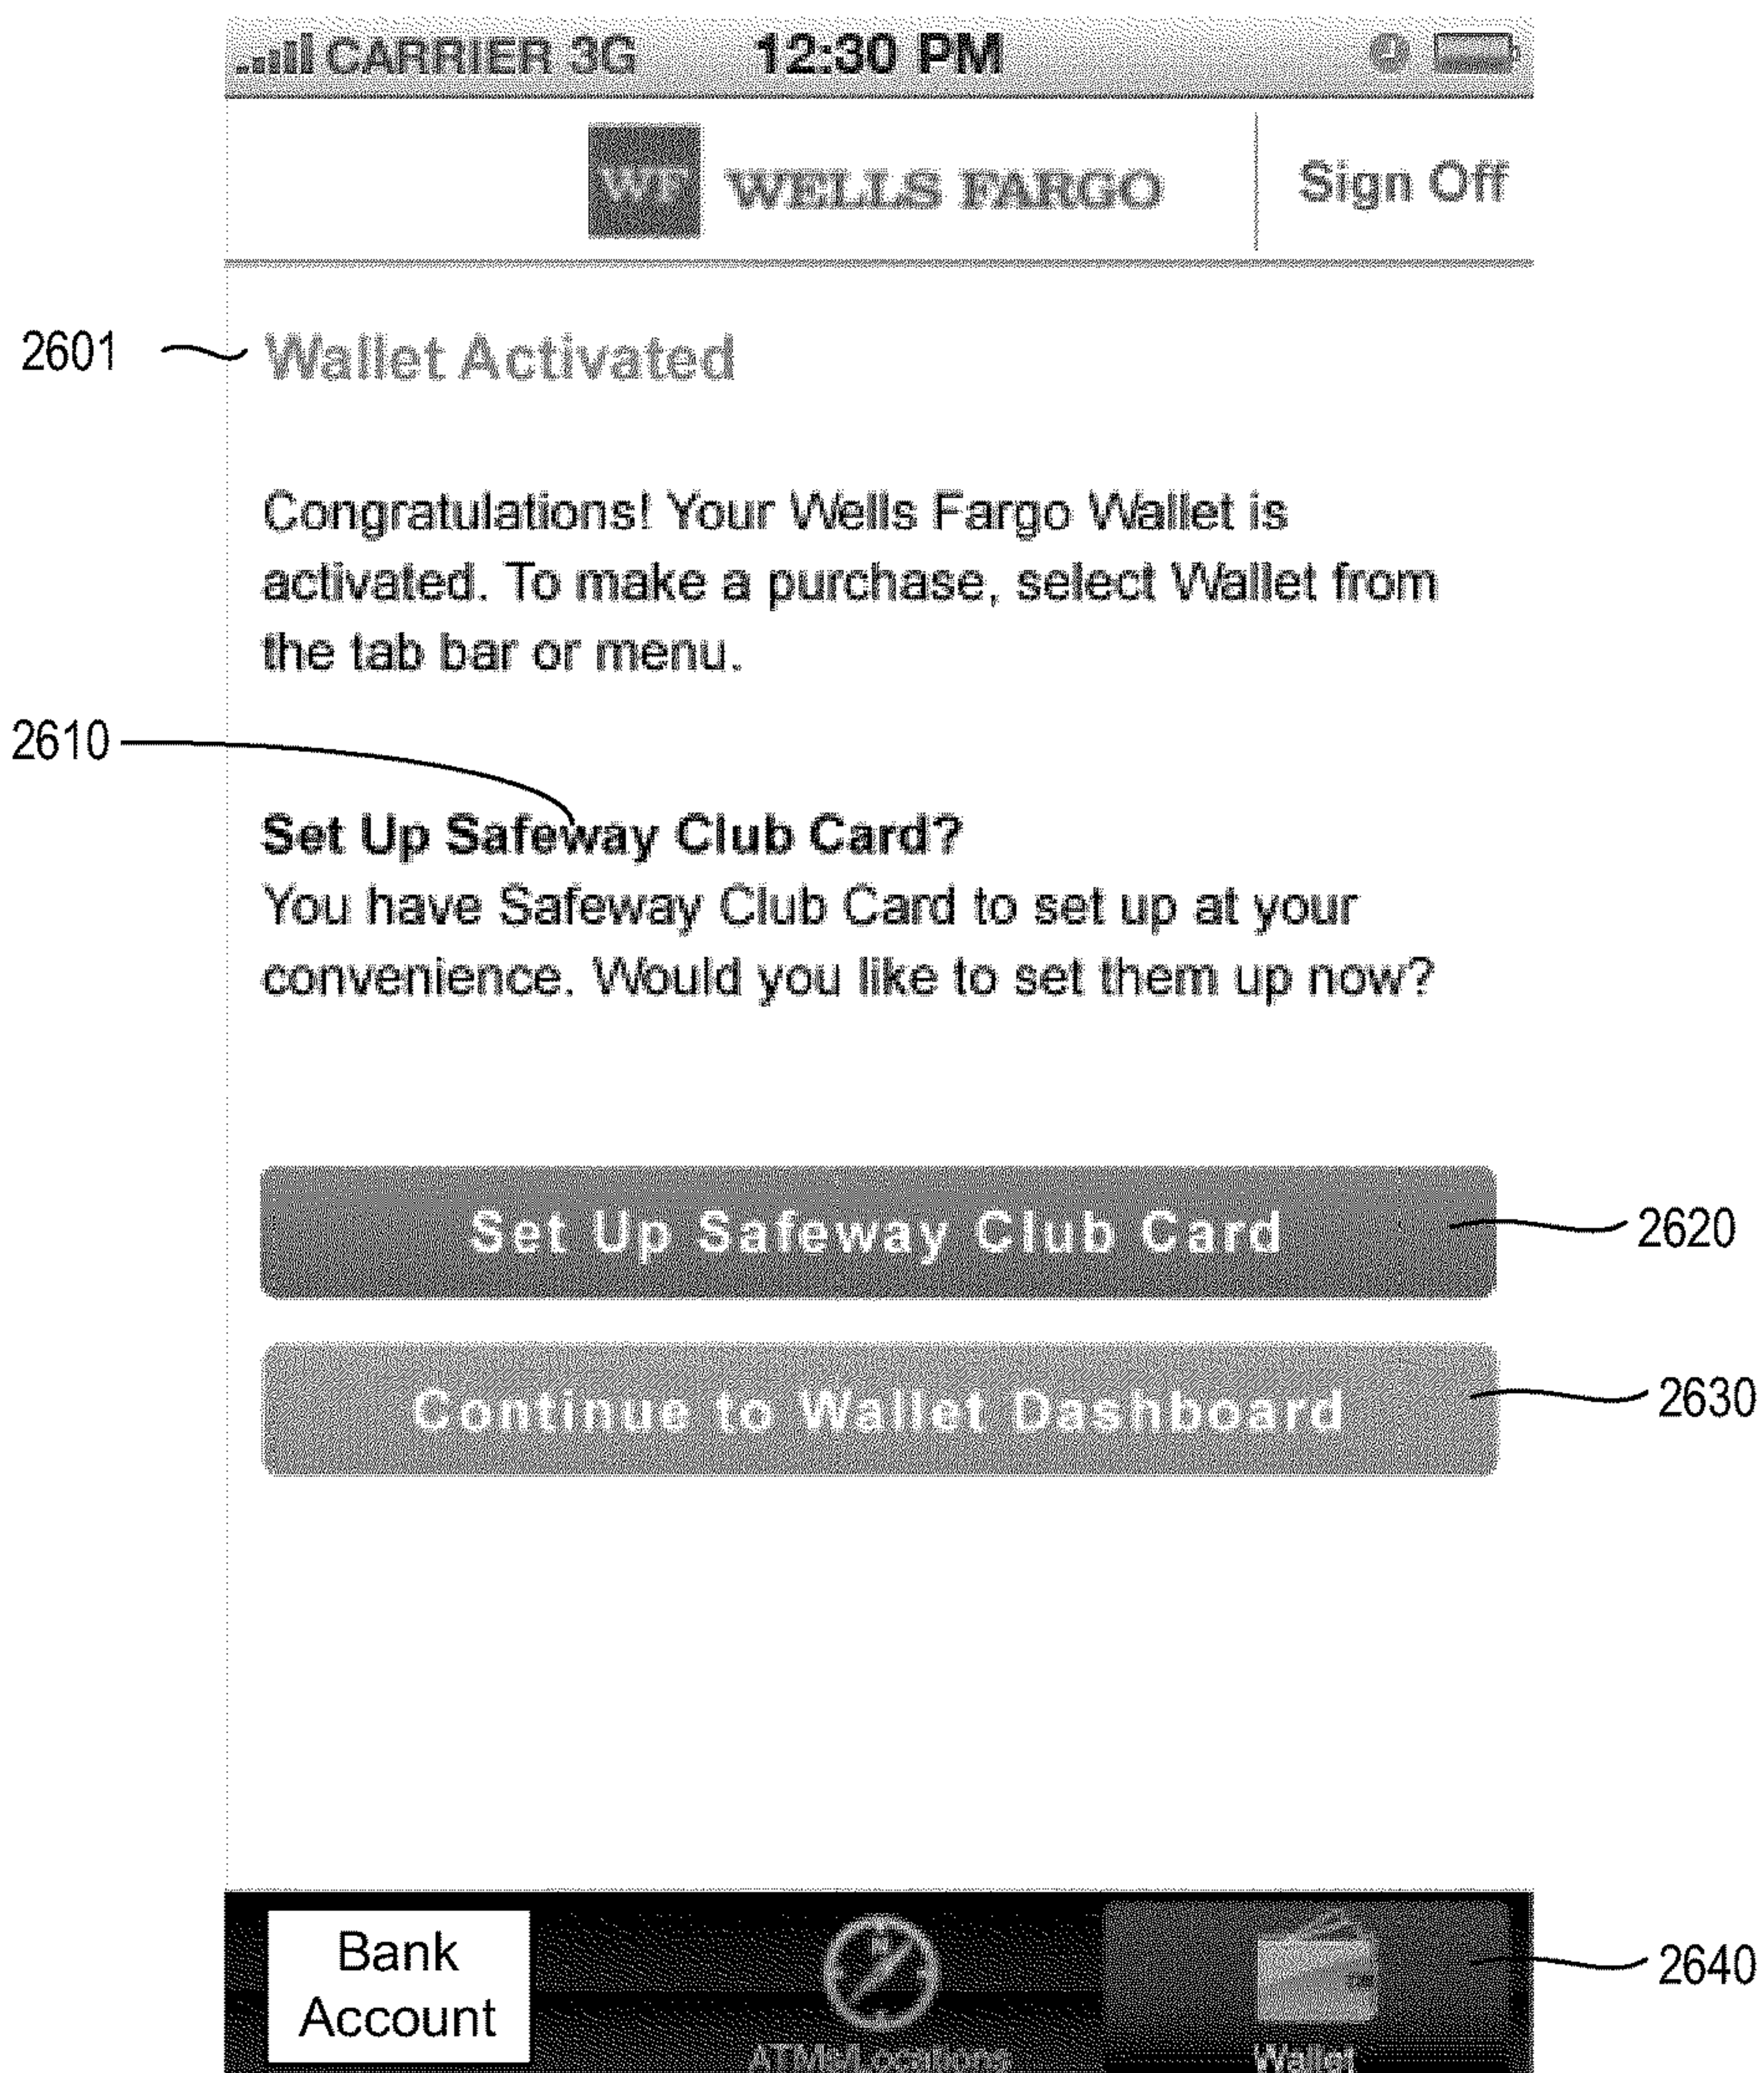 CARRIER 3G 12:30 PM
WF WELLS FARGO Sign Off
2601 Wallet Activated
Congratulations! Your Wells Fargo Wallet is
activated. To make a purchase, select Wallet from
the tab bar or menu.
2610
Set Up Safeway Club Card?
You have Safeway Club Card to set up at your
convenience. Would you like to set them up now?
Set Up Safeway Club Card 2620
Continue to Wallet Dashboard 2630
Bank
Account
2640
ATMs/Locations Wallet